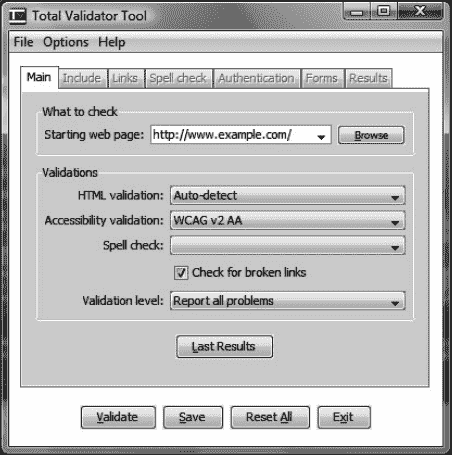 Total Validator Tool
File Options Help
Main Include Links Spell check Authentication Forms Results
What to check
Starting web page: http://www.example.com/ Browse
Validations
HTML validation: Auto-detect
Accessibility validation: WCAG v2 AA
Spell check:
Check for broken links
Validation level: Report all problems
Last Results
Validate Save Reset All Exit